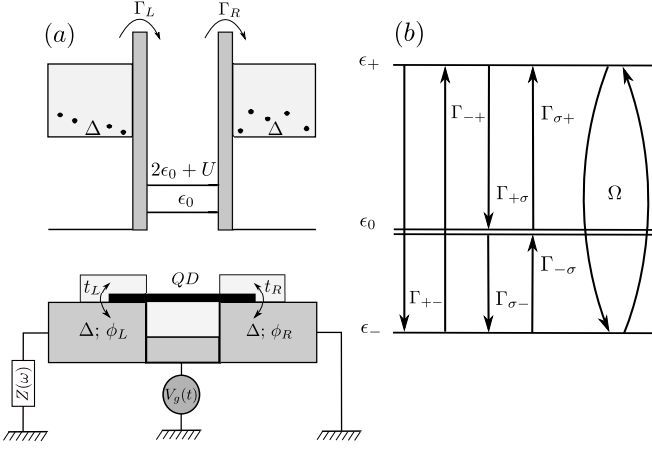 (a)
Γ_L
Γ_R
Δ
Δ
2ϵ_0 + U
ϵ_0
t_L
QD
t_R
Δ; ϕ_L
Δ; ϕ_R
Z(ω)
V_g(t)
(b)
ϵ_+
Γ_{-+}
Γ_{σ+}
Γ_{+σ}
Ω
ϵ_0
Γ_{-σ}
Γ_{+-}
Γ_{σ-}
ϵ_-